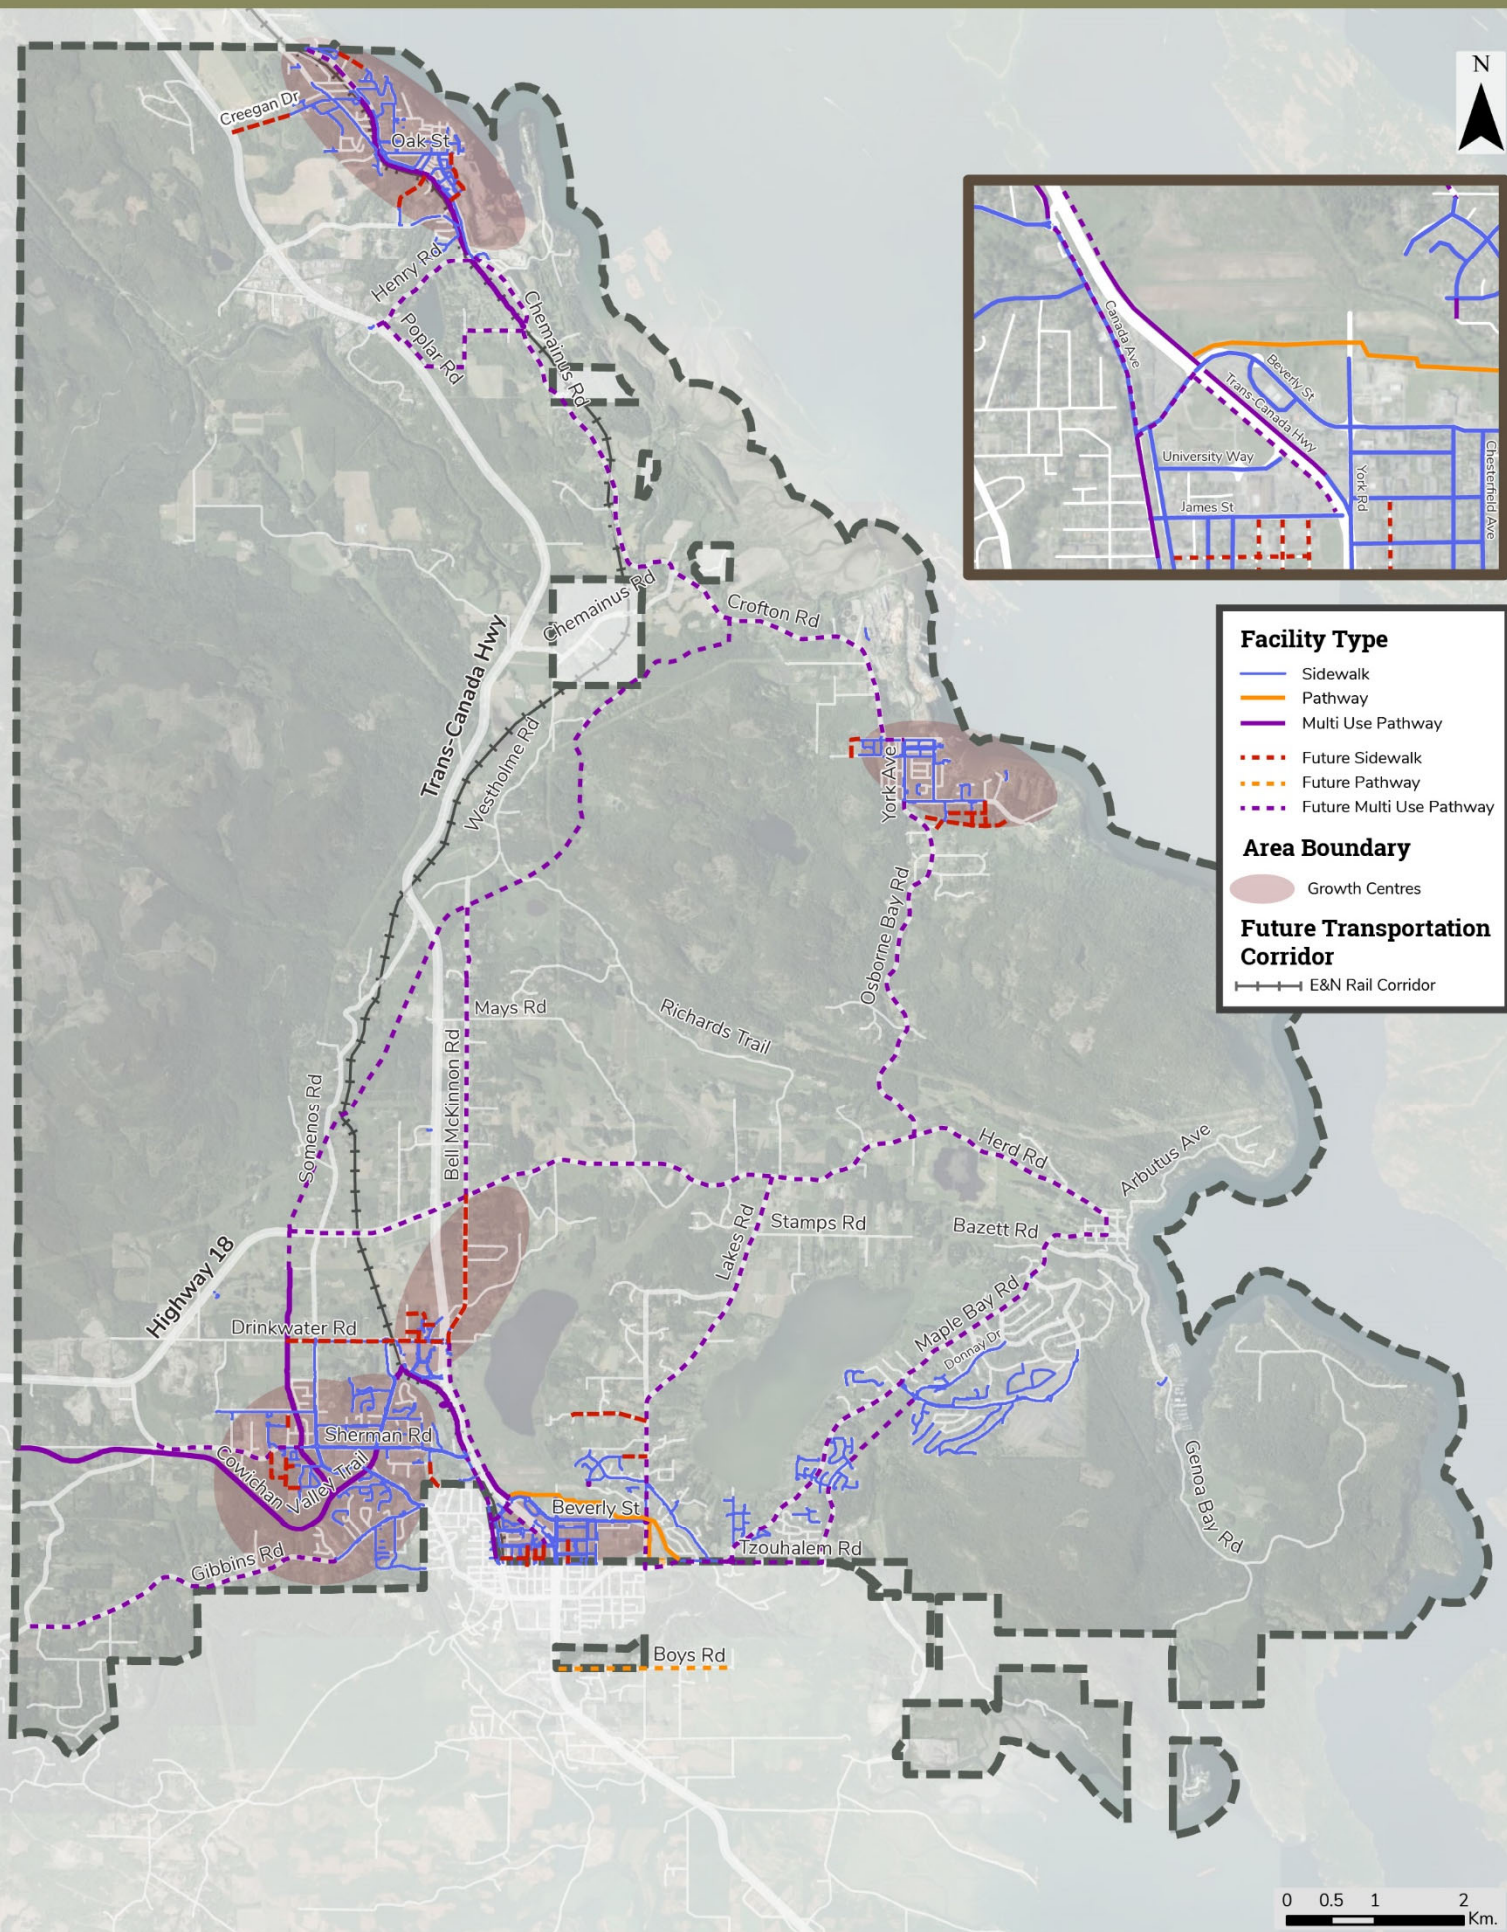 N
Creegan Dr
Oak St
Henry Rd
Poplar Rd
Chemainus Rd
Canada Ave
Beverly St
Trans-Canada Hwy
University Way
York Rd
James St
Chesterfield Ave
Chemainus Rd
Crofton Rd
Trans-Canada Hwy
Westholme Rd
York Ave
Osborne Bay Rd
Mays Rd
Richards Trail
Bell McKinnon Rd
Somenos Rd
Herd Rd
Arbutus Ave
Lakes Rd
Stamps Rd
Bazett Rd
Highway 18
Drinkwater Rd
Maple Bay Rd
Donnay Dr
Sherman Rd
Cowichan Valley Trail
Genoa Bay Rd
Beverly St
Tzouhalem Rd
Gibbins Rd
Boys Rd
Facility Type
Sidewalk
Pathway
Multi Use Pathway
Future Sidewalk
Future Pathway
Future Multi Use Pathway
Area Boundary
Growth Centres
Future Transportation
Corridor
E&N Rail Corridor
0 0.5 1 2
Km.